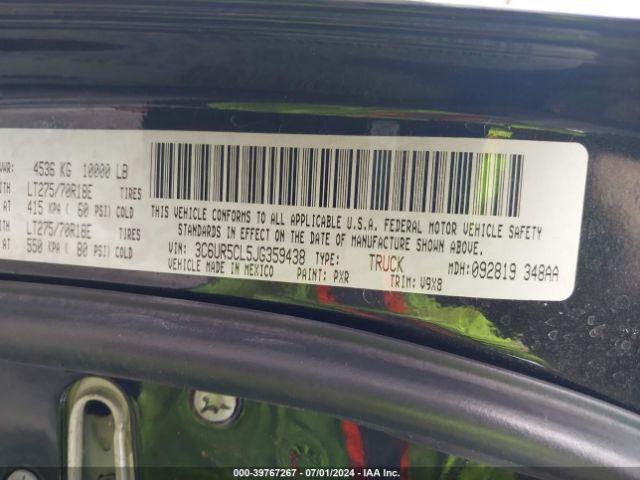 4536 KG 10000 LB
LT275/70R18E TIRES
AT 415 KPA ( 60 PSI) COLD
LT275/70R18E TIRES
AT 550 KPA ( 80 PSI) COLD
THIS VEHICLE CONFORMS TO ALL APPLICABLE U.S.A. FEDERAL MOTOR VEHICLE SAFETY
STANDARDS IN EFFECT ON THE DATE OF MANUFACTURE SHOWN ABOVE.
VIN: 3C6UR5CL5JG359438 TYPE: TRUCK MDH: 092819 348AA
VEHICLE MADE IN MEXICO PAINT: PXR TRIM: V9X8
000-39767267 - 07/01/2024 - IAA Inc.